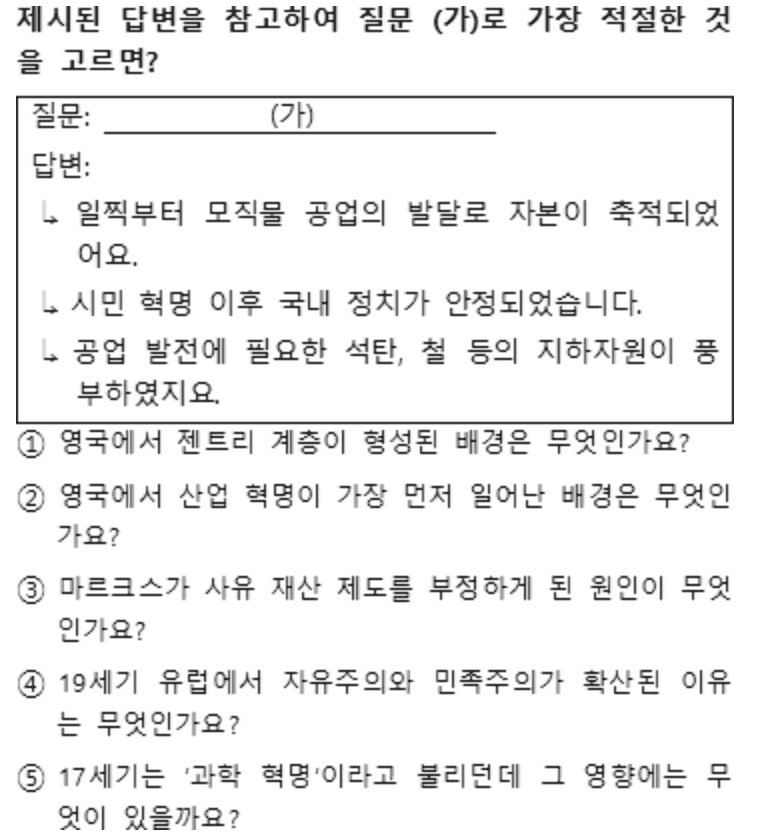 제시된 답변을 참고하여 질문 (가)로 가장 적절한 것
을 고르면?
질문: (가)
답변:
↳ 일찍부터 모직물 공업의 발달로 자본이 축적되었
어요.
↳ 시민 혁명 이후 국내 정치가 안정되었습니다.
↳ 공업 발전에 필요한 석탄, 철 등의 지하자원이 풍
부하였지요.
① 영국에서 젠트리 계층이 형성된 배경은 무엇인가요?
② 영국에서 산업 혁명이 가장 먼저 일어난 배경은 무엇인
가요?
③ 마르크스가 사유 재산 제도를 부정하게 된 원인이 무엇
인가요?
④ 19세기 유럽에서 자유주의와 민족주의가 확산된 이유
는 무엇인가요?
⑤ 17세기는 '과학 혁명'이라고 불리던데 그 영향에는 무
엇이 있을까요?